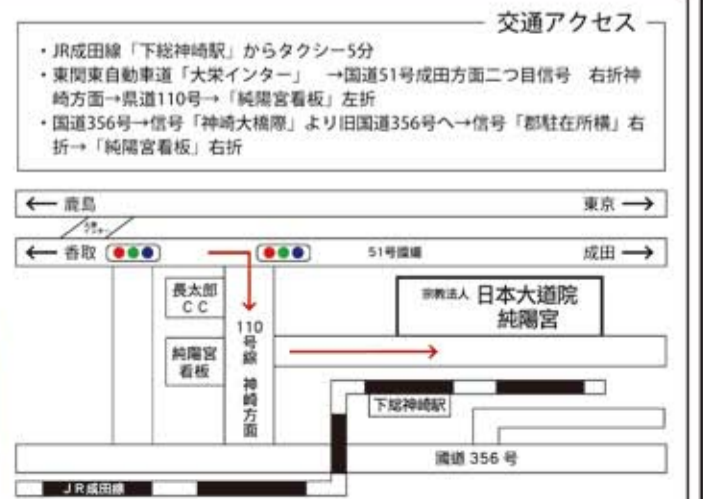 交通アクセス
・JR成田線「下総神崎駅」からタクシー5分
・東関東自動車道「大栄インター」　→国道51号成田方面二つ目信号　右折神
崎方面→県道110号→「純陽宮看板」左折
・国道356号→信号「神崎大橋際」より旧国道356号へ→信号「郡駐在所横」右
折→「純陽宮看板」右折
← 鹿島
東京 →
← 香取
51号國道
成田 →
長太郎
CC
宗教法人 日本大道院
純陽宮
110号線 神崎方面
純陽宮
看板
下総神崎駅
國道 356 号
JR成田線